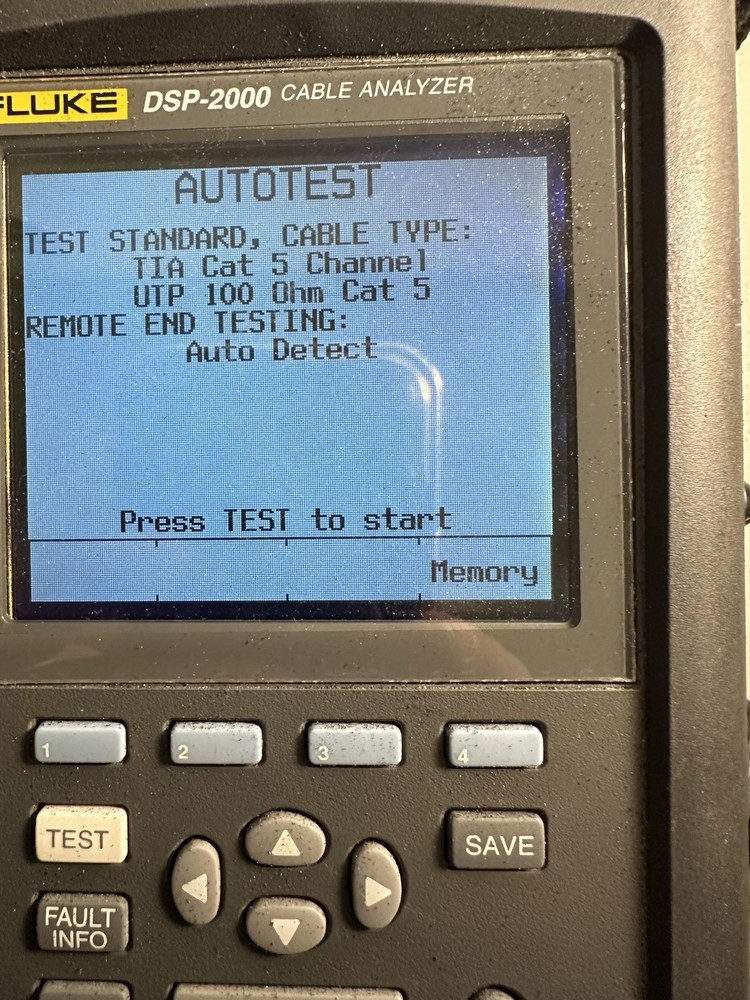 FLUKE DSP-2000 CABLE ANALYZER
AUTOTEST
TEST STANDARD, CABLE TYPE:
TIA Cat 5 Channel
UTP 100 Ohm Cat 5
REMOTE END TESTING:
Auto Detect
Press TEST to start
Memory
1 2 3 4
TEST
SAVE
FAULT
INFO